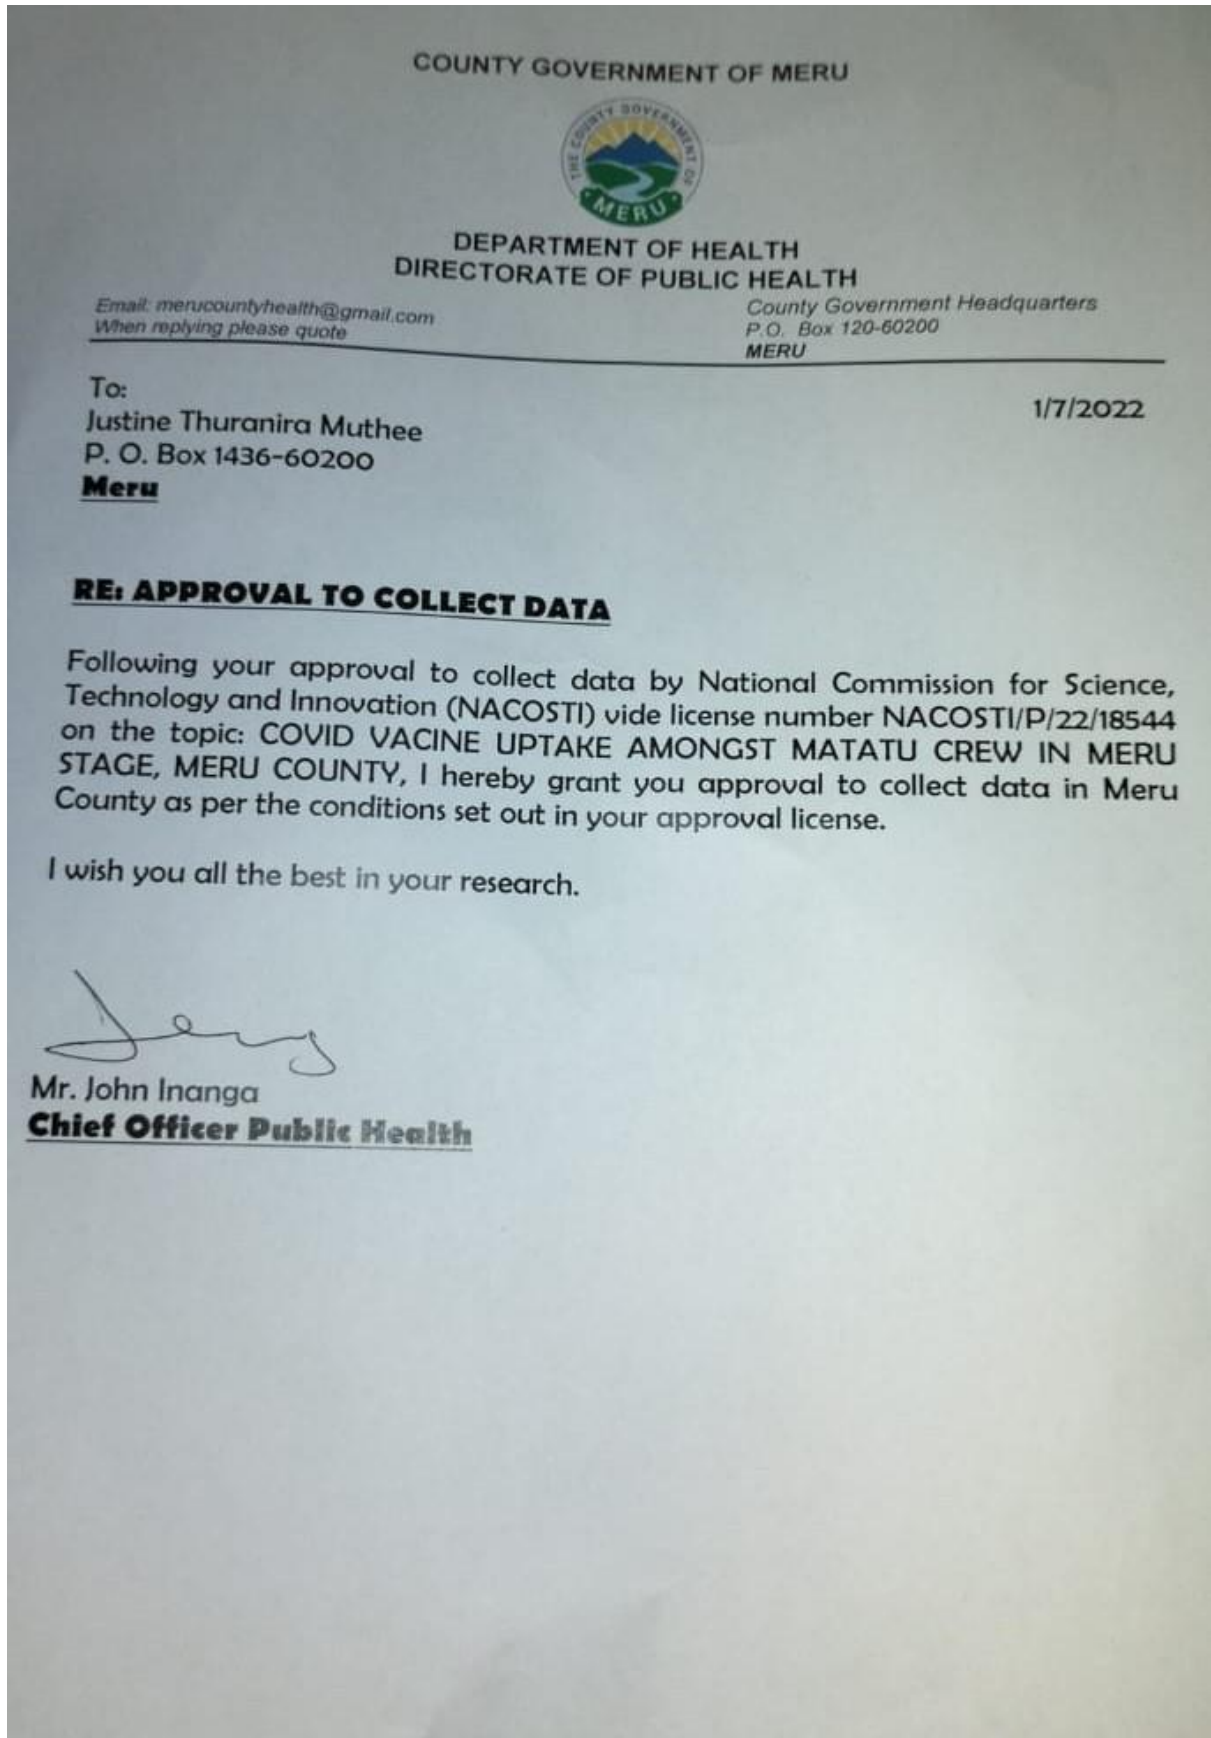 COUNTY GOVERNMENT OF MERU
THE COUNTY GOVERNMENT OF
MERU
DEPARTMENT OF HEALTH
DIRECTORATE OF PUBLIC HEALTH
Email: merucountyhealth@gmail.com
When replying please quote
County Government Headquarters
P.O. Box 120-60200
MERU
To:
1/7/2022
Justine Thuranira Muthee
P. O. Box 1436-60200
Meru
RE: APPROVAL TO COLLECT DATA
Following your approval to collect data by National Commission for Science,
Technology and Innovation (NACOSTI) vide license number NACOSTI/P/22/18544
on the topic: COVID VACINE UPTAKE AMONGST MATATU CREW IN MERU
STAGE, MERU COUNTY, I hereby grant you approval to collect data in Meru
County as per the conditions set out in your approval license.
I wish you all the best in your research.
Mr. John Inanga
Chief Officer Public Health